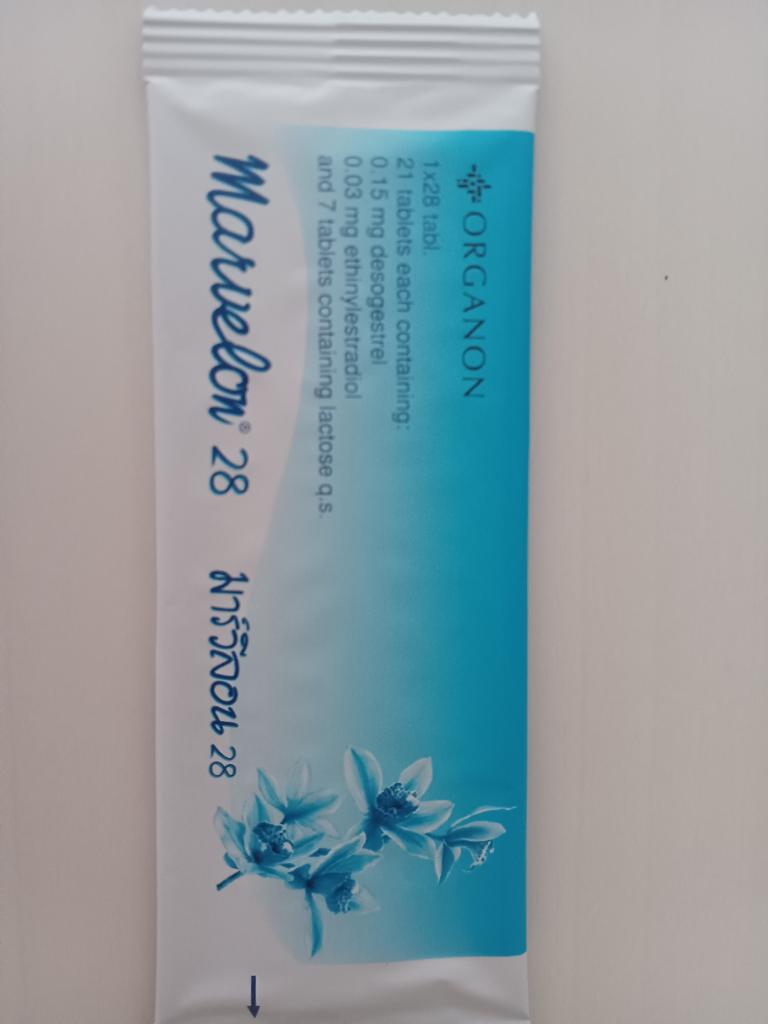 ORGANON
1x28 tabl.
21 tablets each containing:
0.15 mg desogestrel
0.03 mg ethinylestradiol
and 7 tablets containing lactose q.s.
Marvelon® 28 มาร์วีลอน 28